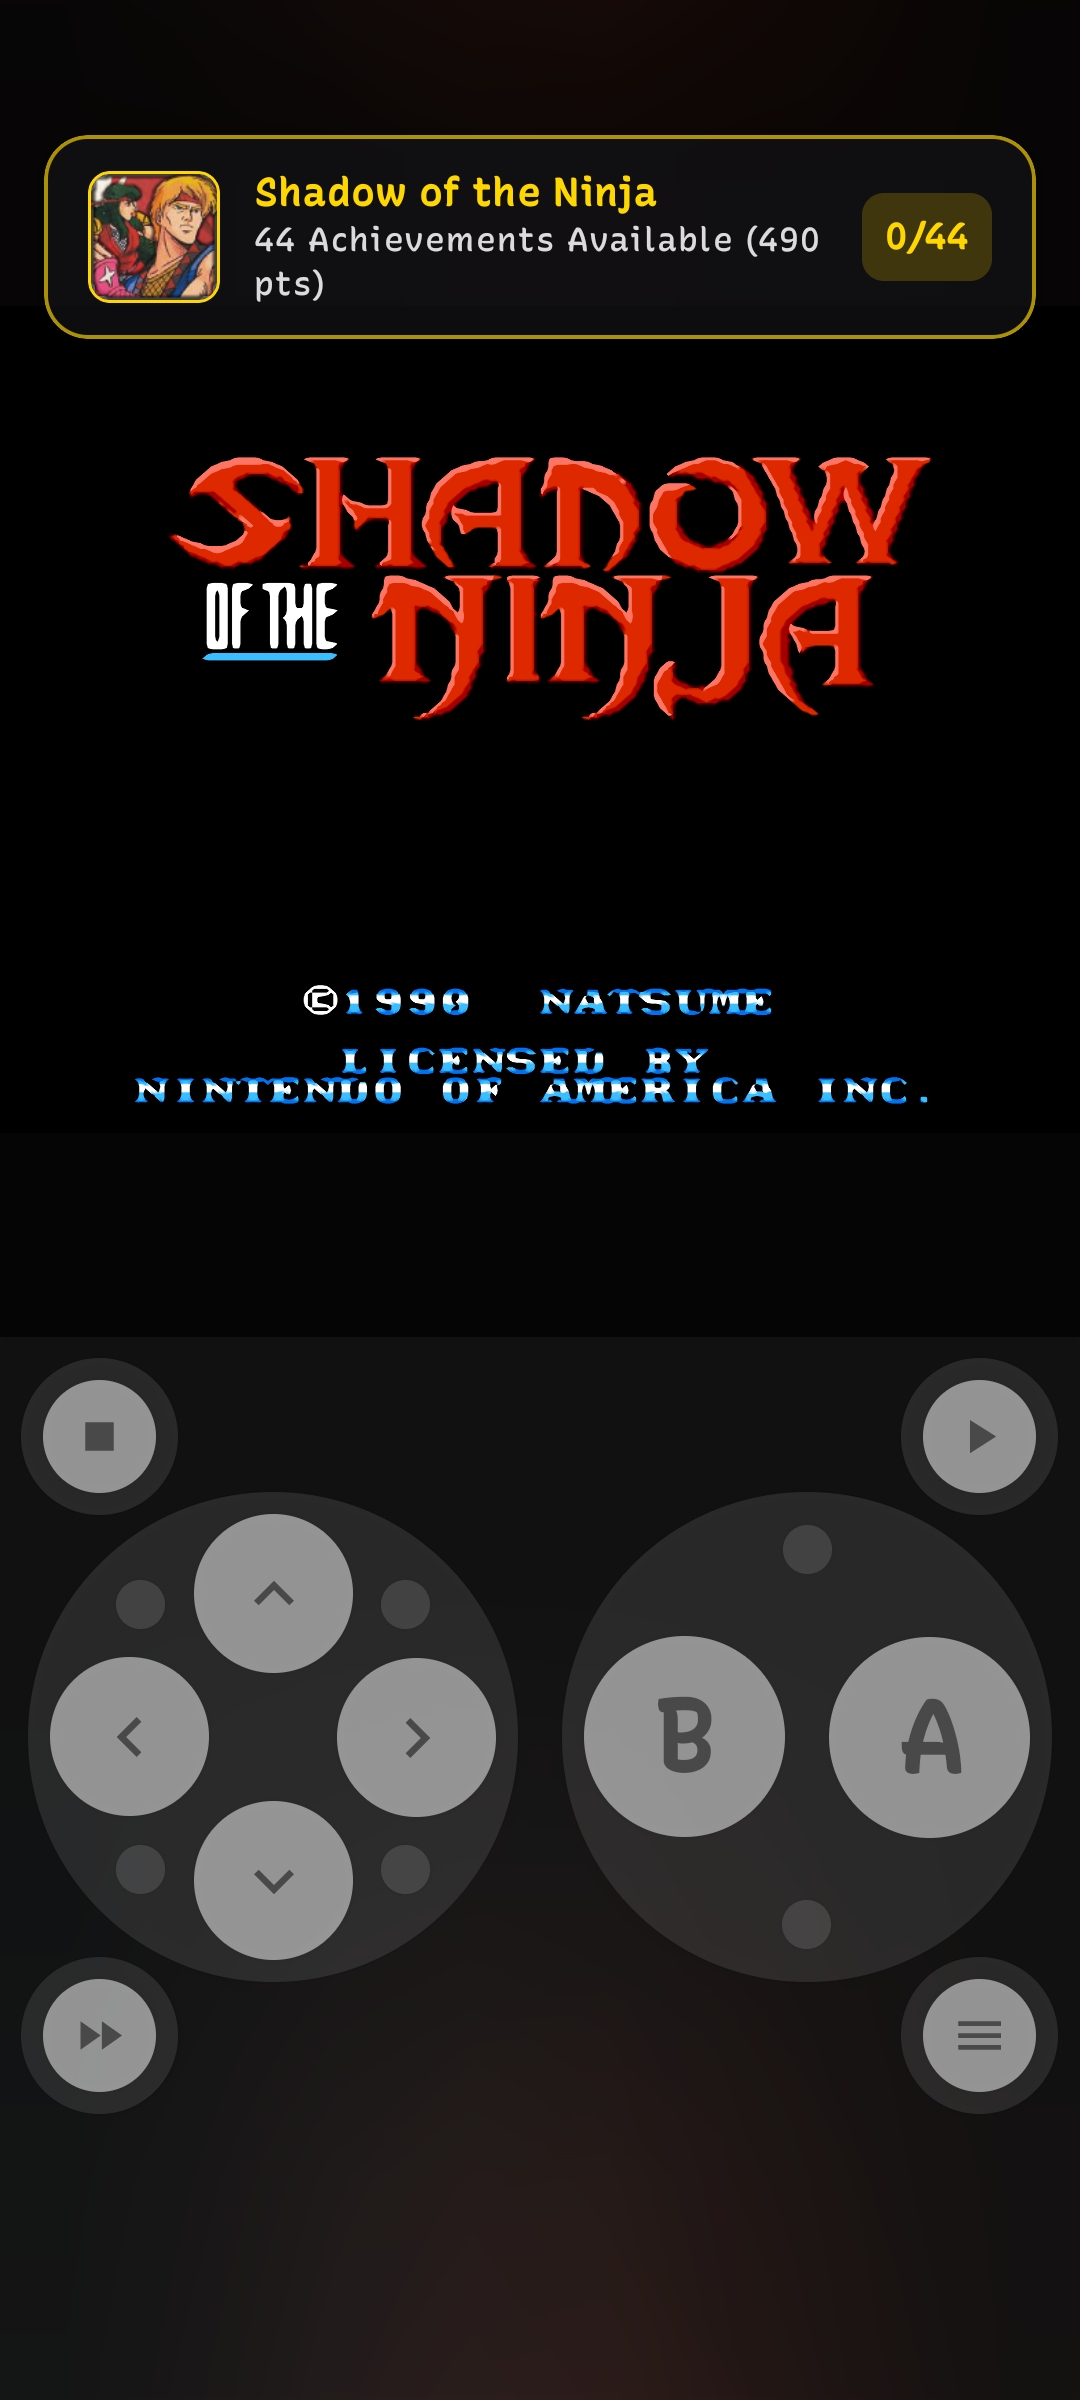 Shadow of the Ninja
44 Achievements Available (490
pts)
0/44
SHADOW
OF THE NINJA
©1990 NATSUME
LICENSED BY
NINTENDO OF AMERICA INC.
B A